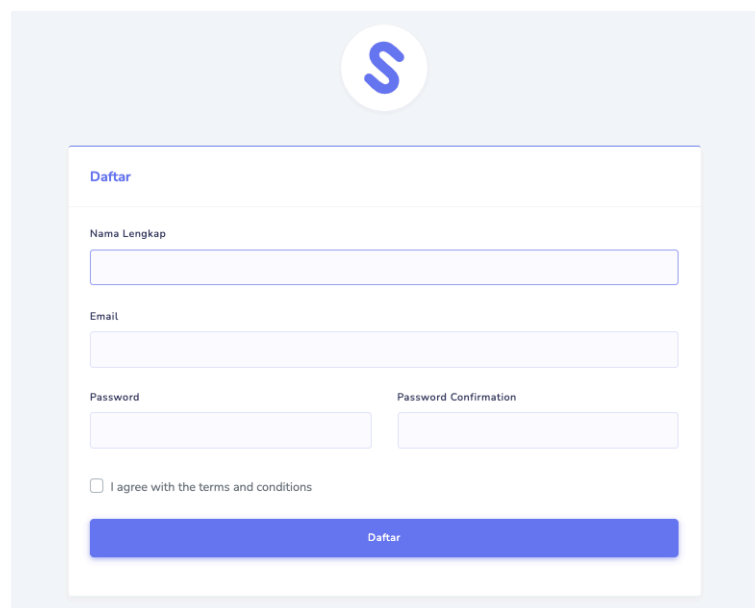 Daftar
Nama Lengkap
Email
Password Password Confirmation
I agree with the terms and conditions
Daftar